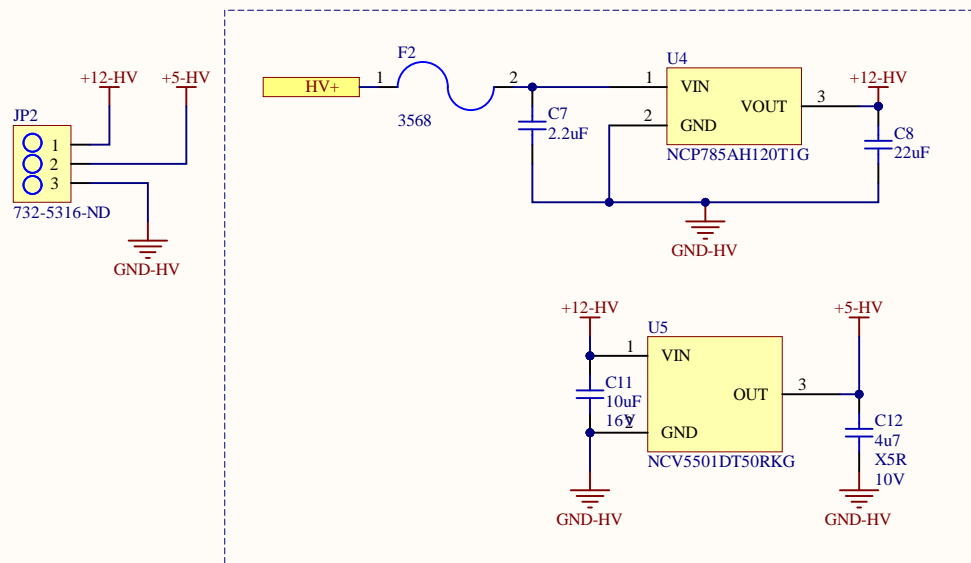 +12-HV
+5-HV
JP2
1
2
3
732-5316-ND
GND-HV
HV+
1
F2
2
3568
C7
2.2uF
U4
1
VIN
2
GND
VOUT
3
NCP785AH120T1G
+12-HV
C8
22uF
GND-HV
+12-HV
U5
1
VIN
C11
10uF
16V
2
GND
OUT
3
NCV5501DT50RKG
GND-HV
+5-HV
C12
4u7
X5R
10V
GND-HV